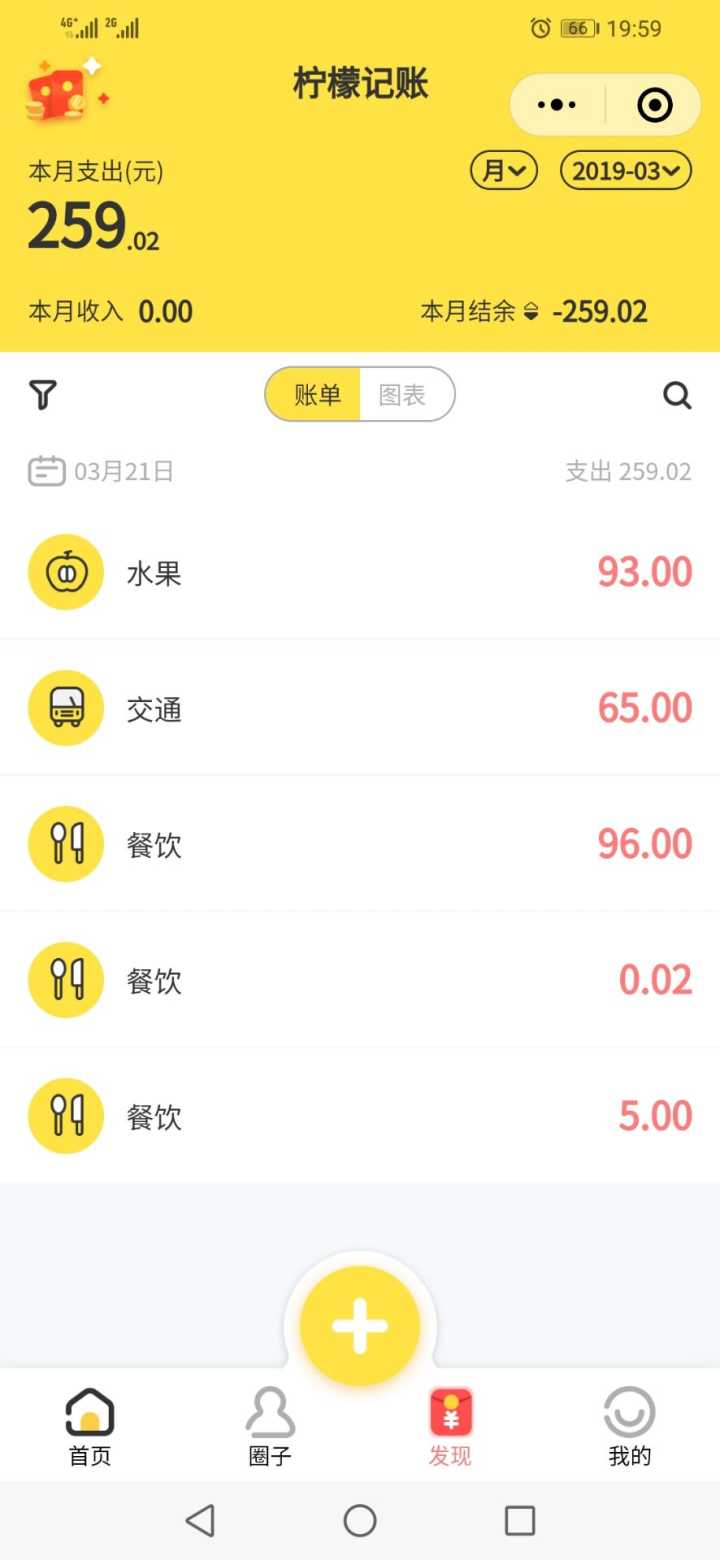 4G+ 2G 66 19:59
柠檬记账
本月支出(元) 月 2019-03
259.02
本月收入 0.00 本月结余 -259.02
账单 图表
03月21日 支出 259.02
水果 93.00
交通 65.00
餐饮 96.00
餐饮 0.02
餐饮 5.00
¥
首页 圈子 发现 我的